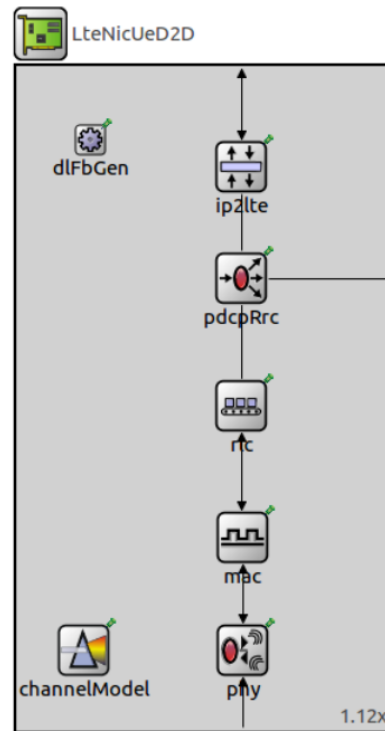 LteNicUeD2D
dlFbGen
ip2lte
pdcpRrc
rlc
mac
channelModel
phy
1.12x